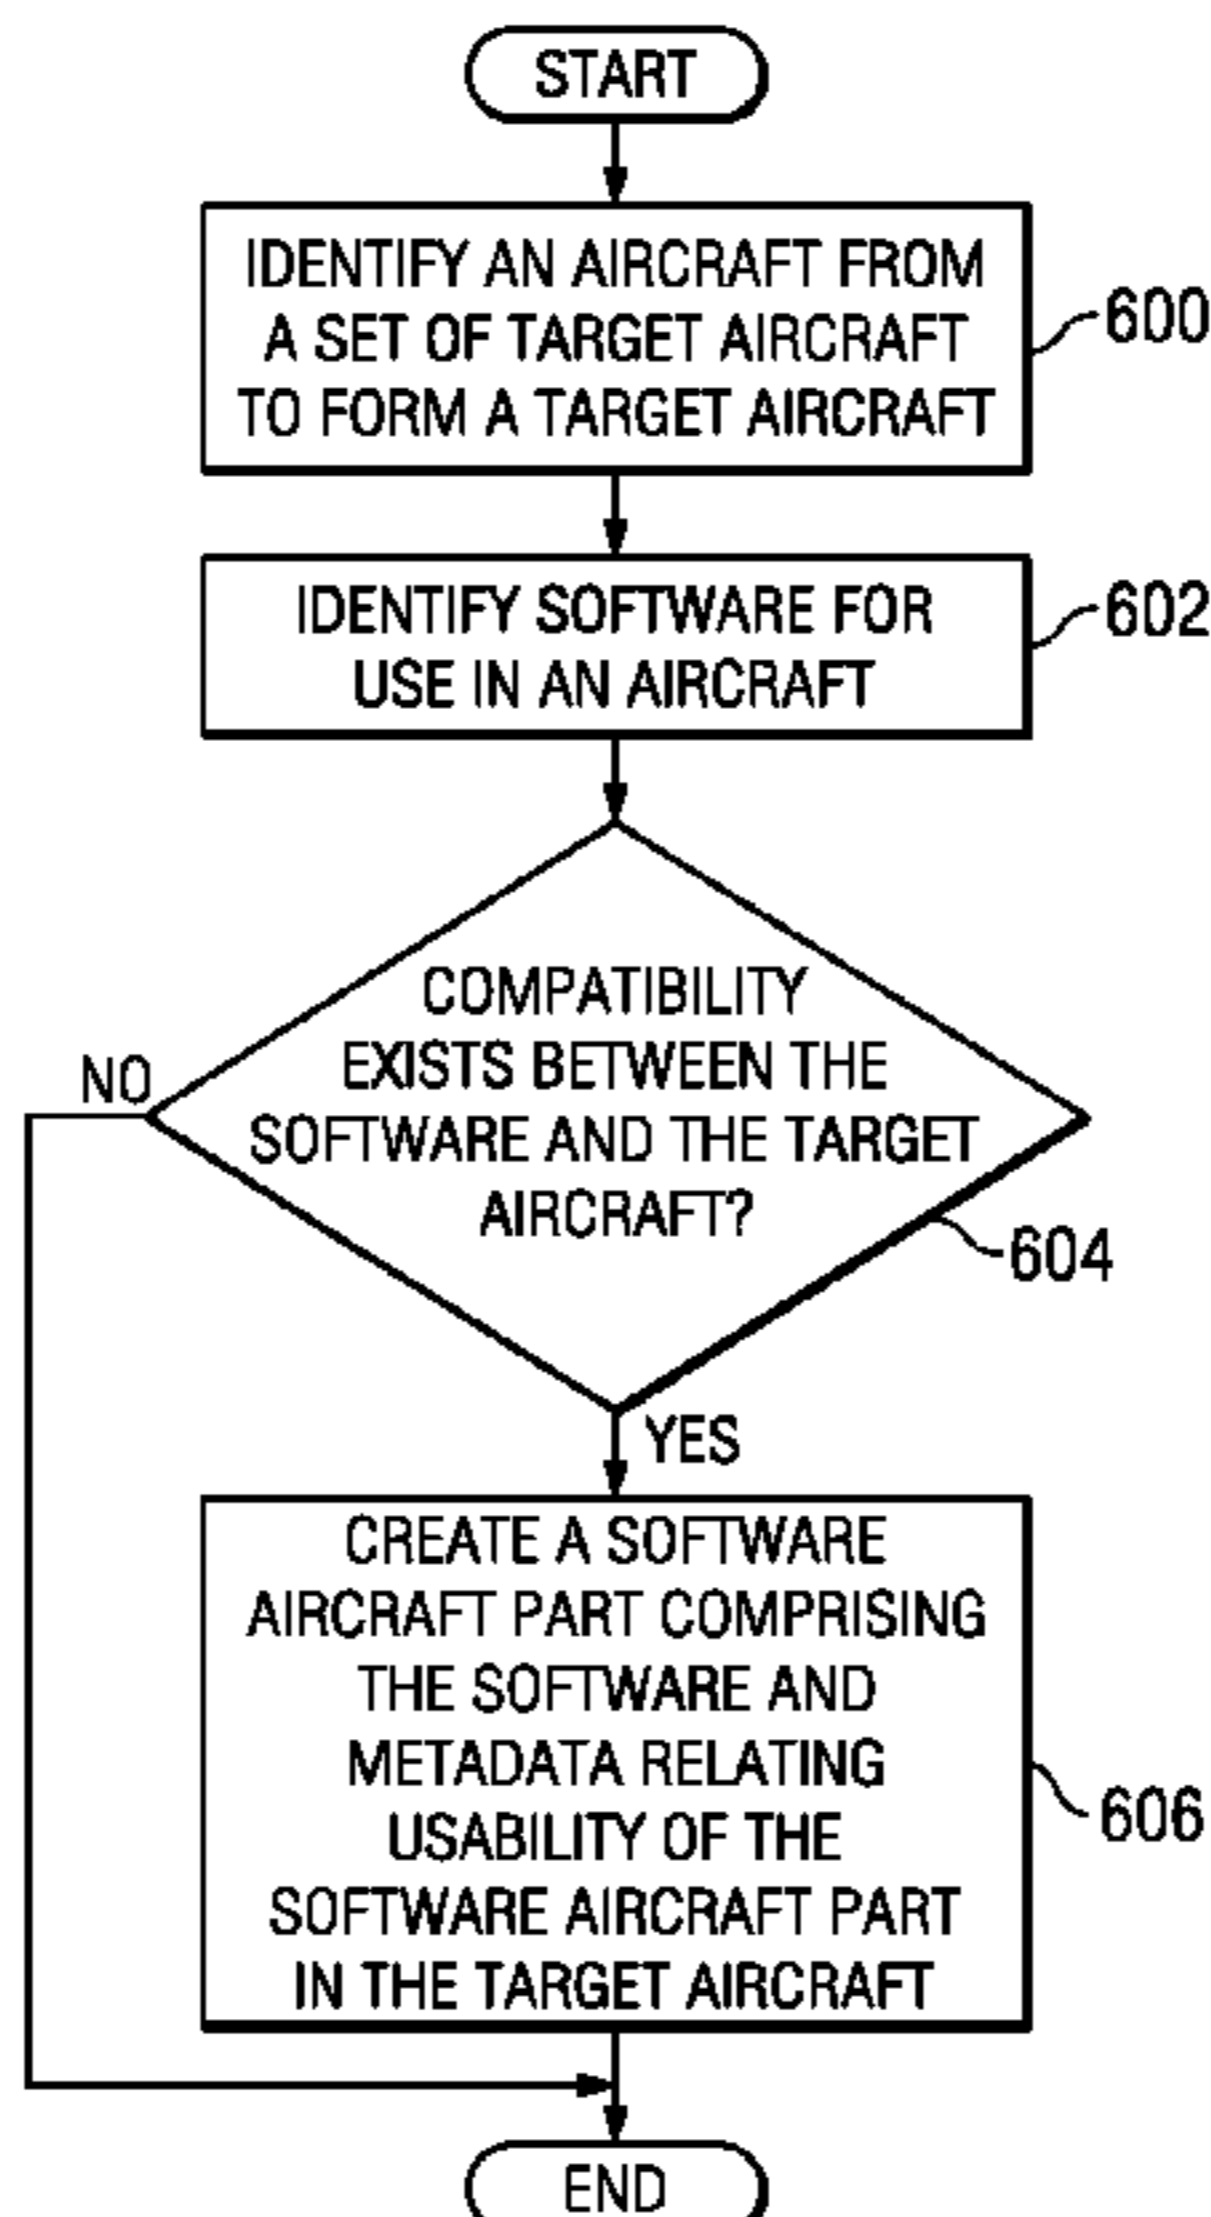 START
IDENTIFY AN AIRCRAFT FROM
A SET OF TARGET AIRCRAFT
TO FORM A TARGET AIRCRAFT
600
IDENTIFY SOFTWARE FOR
USE IN AN AIRCRAFT
602
COMPATIBILITY
EXISTS BETWEEN THE
SOFTWARE AND THE TARGET
AIRCRAFT?
NO
604
YES
CREATE A SOFTWARE
AIRCRAFT PART COMPRISING
THE SOFTWARE AND
METADATA RELATING
USABILITY OF THE
SOFTWARE AIRCRAFT PART
IN THE TARGET AIRCRAFT
606
END